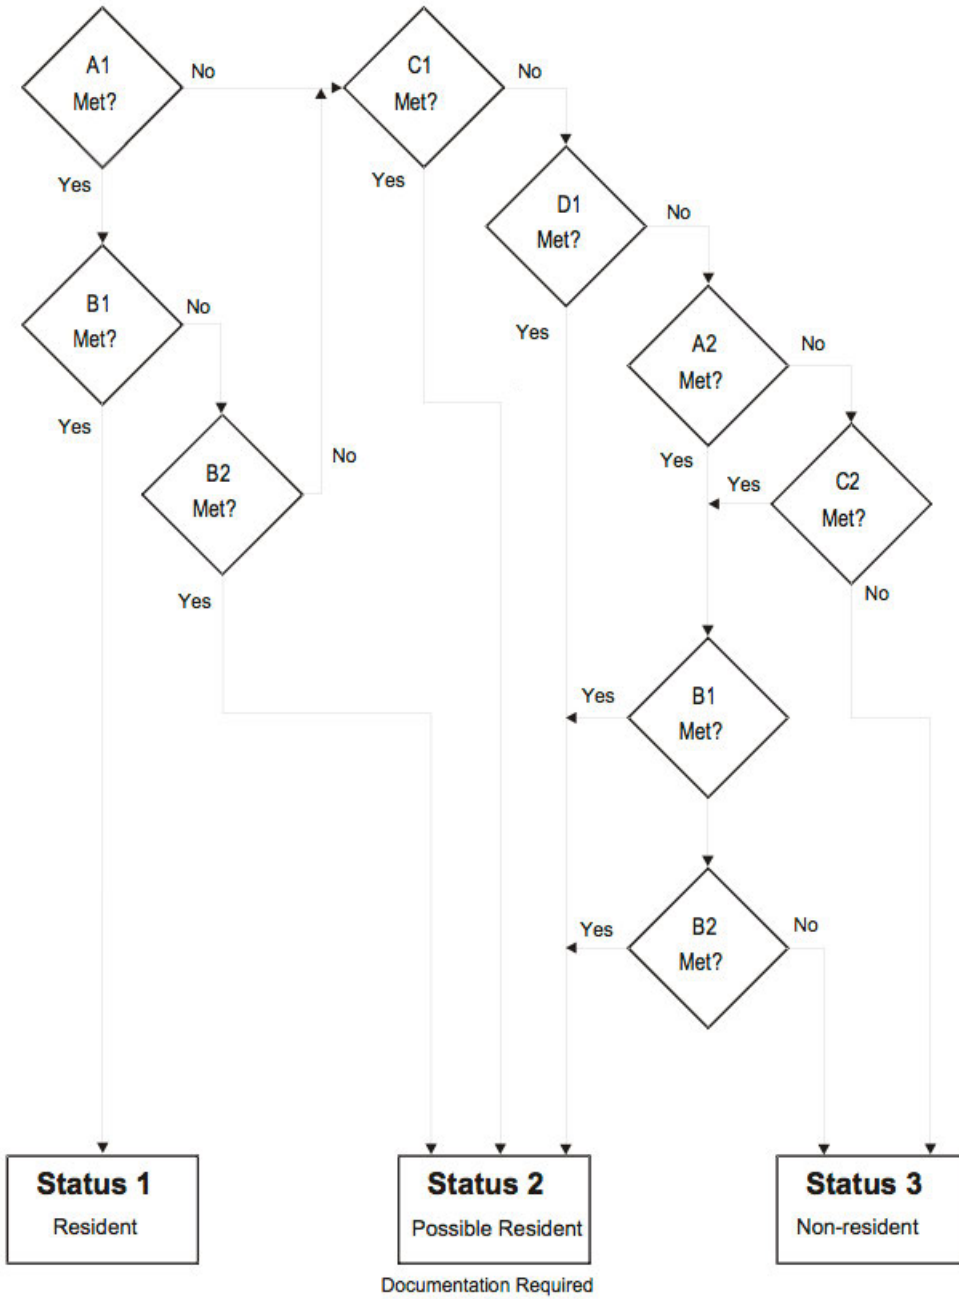 A1
Met?
No
Yes
C1
Met?
No
Yes
D1
Met?
No
Yes
B1
Met?
No
Yes
A2
Met?
No
Yes
B2
Met?
No
Yes
C2
Met?
Yes
No
B1
Met?
Yes
B2
Met?
Yes
No
Status 1
Resident
Status 2
Possible Resident
Documentation Required
Status 3
Non-resident